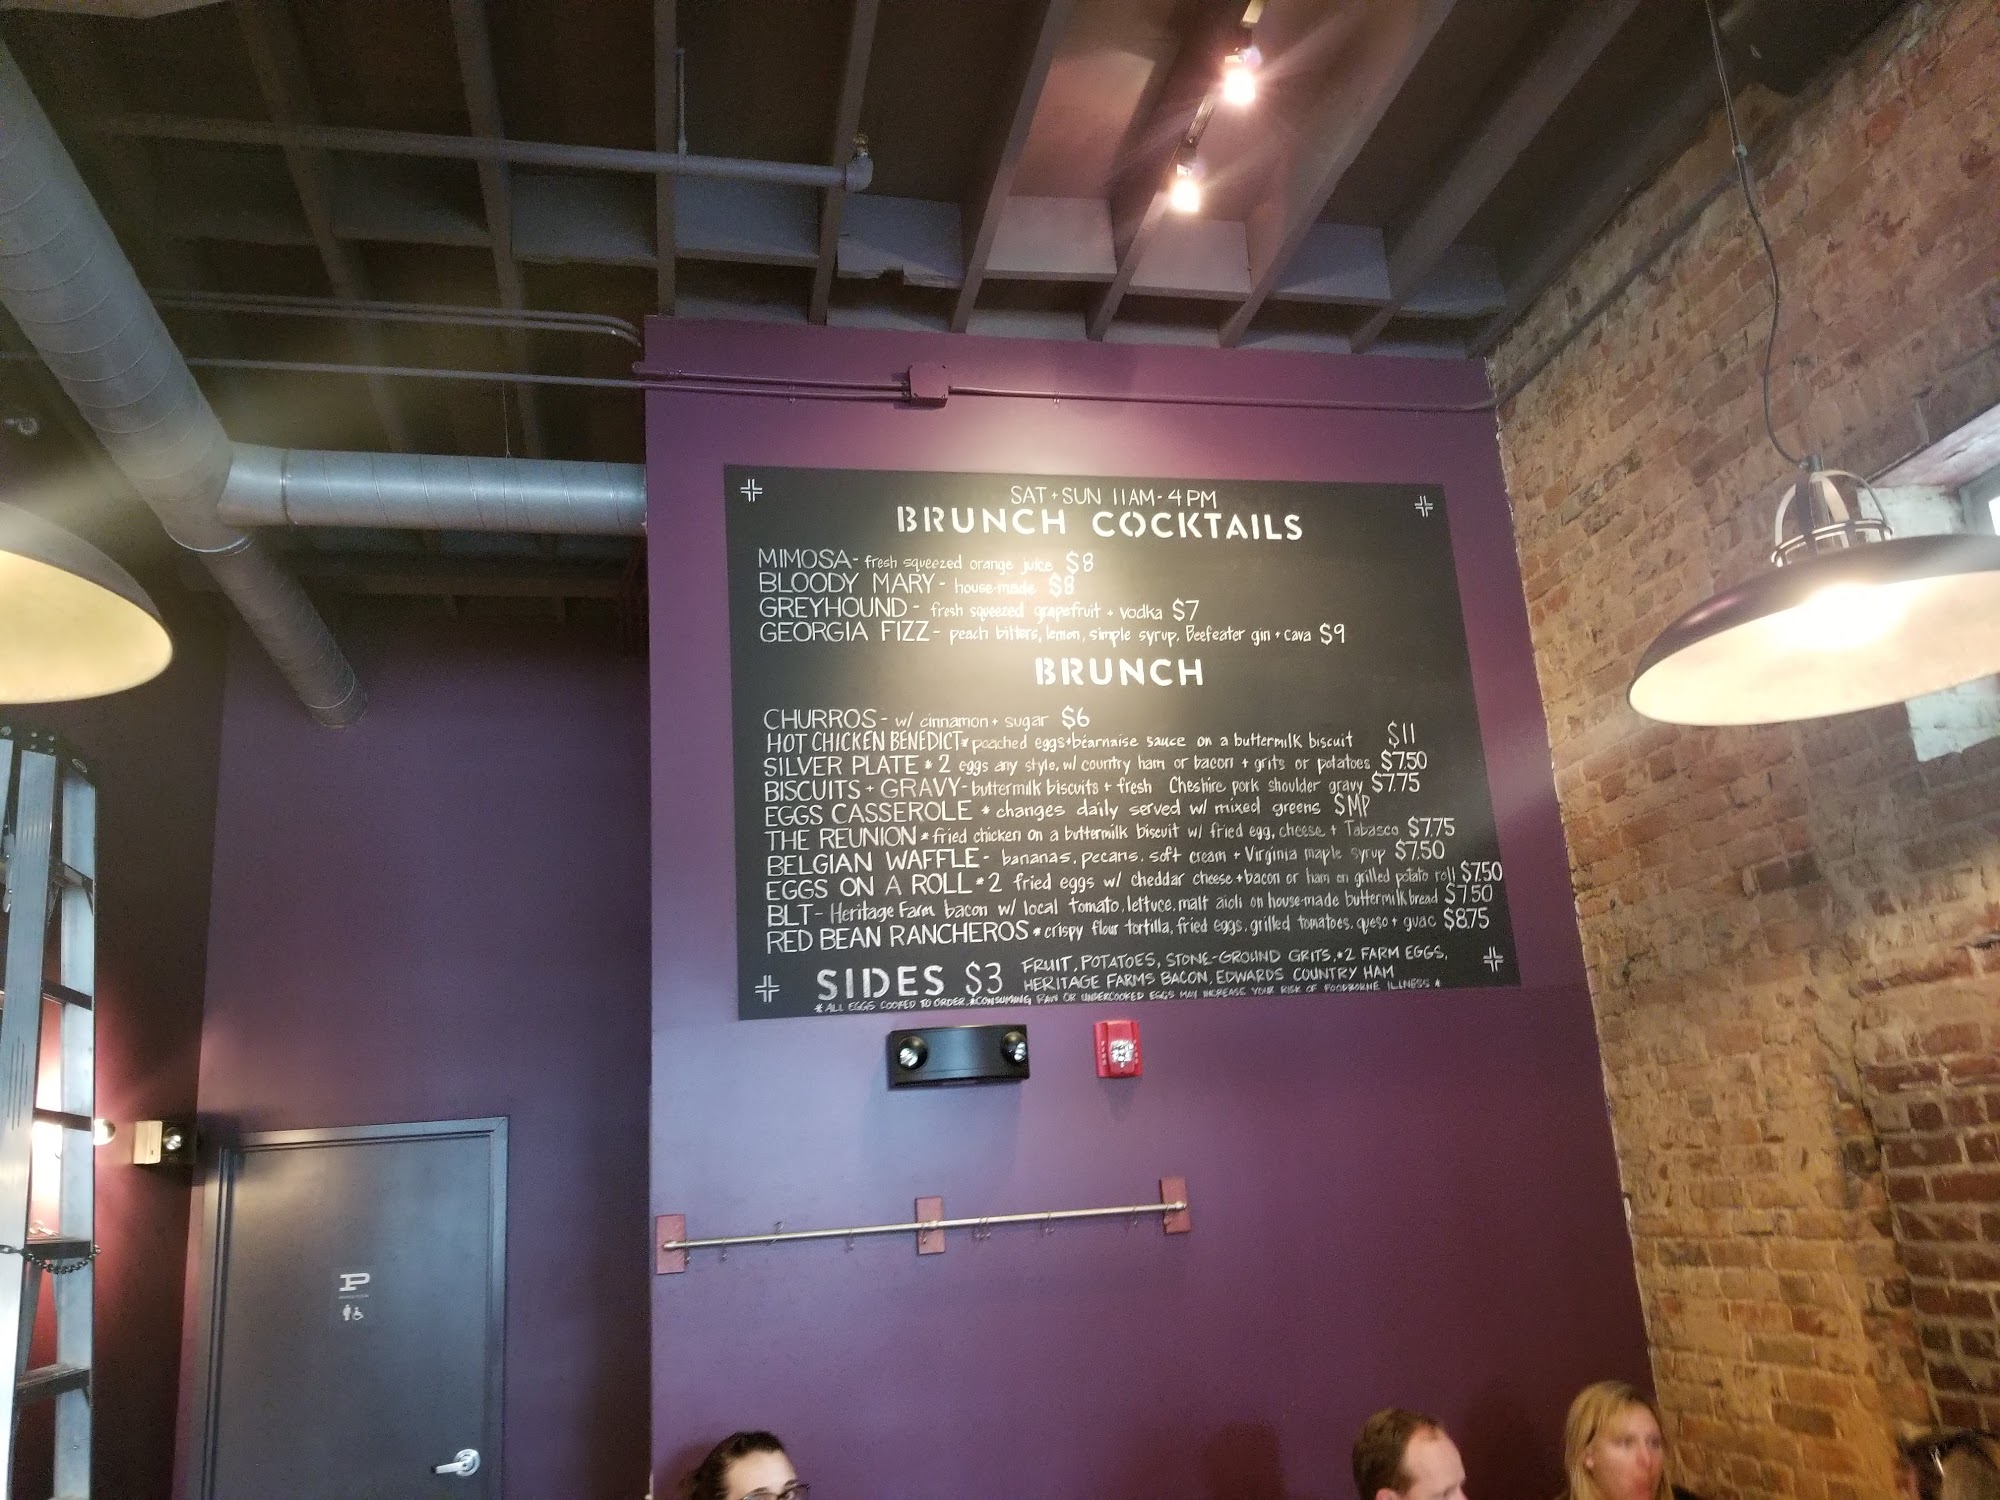 SAT + SUN 11AM - 4PM
BRUNCH COCKTAILS
MIMOSA - fresh squeezed orange juice $8
BLOODY MARY - house-made $8
GREYHOUND - fresh squeezed grapefruit + vodka $7
GEORGIA FIZZ - peach bitters, lemon, simple syrup, Beefeater gin + cava $9
BRUNCH
CHURROS - w/ cinnamon + sugar $6
HOT CHICKEN BENEDICT* poached eggs + béarnaise sauce on a buttermilk biscuit $11
SILVER PLATE * 2 eggs any style, w/ country ham or bacon + grits or potatoes $7.50
BISCUITS + GRAVY - buttermilk biscuits + fresh Cheshire pork shoulder gravy $7.75
EGGS CASSEROLE * changes daily served w/ mixed greens $MP
THE REUNION * fried chicken on a buttermilk biscuit w/ fried egg, cheese + Tabasco $7.75
BELGIAN WAFFLE - bananas, pecans, soft cream + Virginia maple syrup $7.50
EGGS ON A ROLL * 2 fried eggs w/ cheddar cheese + bacon or ham on grilled potato roll $7.50
BLT - Heritage Farm bacon w/ local tomato, lettuce, malt aioli on house-made buttermilk bread $7.50
RED BEAN RANCHEROS * crispy flour tortilla, fried eggs, grilled tomatoes, queso + guac $8.75
SIDES $3 FRUIT, POTATOES, STONE-GROUND GRITS, *2 FARM EGGS,
HERITAGE FARMS BACON, EDWARDS COUNTRY HAM
*ALL EGGS COOKED TO ORDER. *CONSUMING RAW OR UNDERCOOKED EGGS MAY INCREASE YOUR RISK OF FOODBORNE ILLNESS *
P